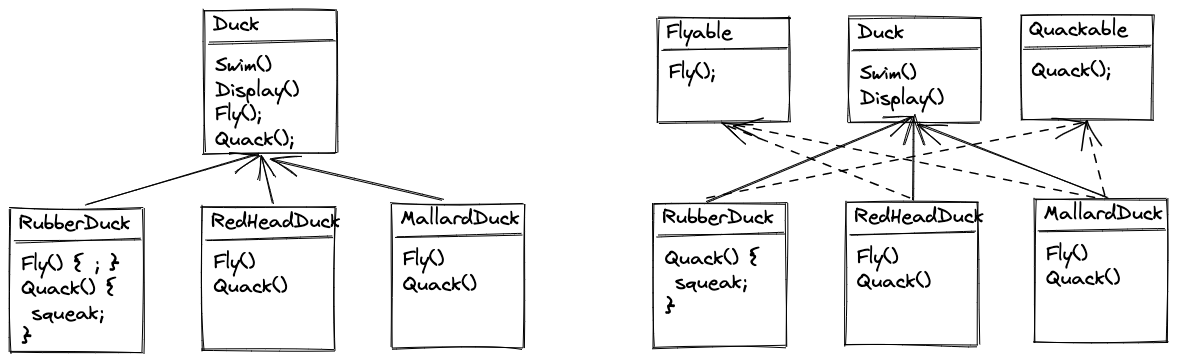 Duck
Swim()
Display()
Fly();
Quack();
RubberDuck
Fly() { ; }
Quack() {
squeak;
}
RedHeadDuck
Fly()
Quack()
MallardDuck
Fly()
Quack()
Flyable
Fly();
Duck
Swim()
Display()
Quackable
Quack();
RubberDuck
Quack() {
squeak;
}
RedHeadDuck
Fly()
Quack()
MallardDuck
Fly()
Quack()